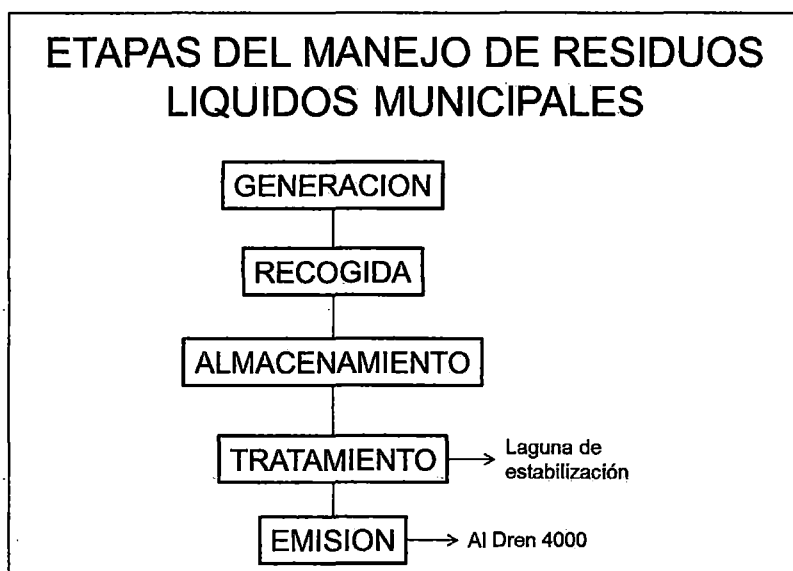 ETAPAS DEL MANEJO DE RESIDUOS
LIQUIDOS MUNICIPALES
GENERACION
RECOGIDA
ALMACENAMIENTO
TRATAMIENTO
Laguna de
estabilización
EMISION
Al Dren 4000